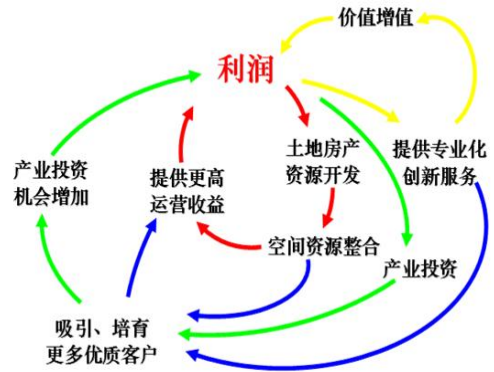 价值增值
利润
土地房产
资源开发
提供专业化
创新服务
产业投资
机会增加
提供更高
运营收益
空间资源整合
产业投资
吸引、培育
更多优质客户